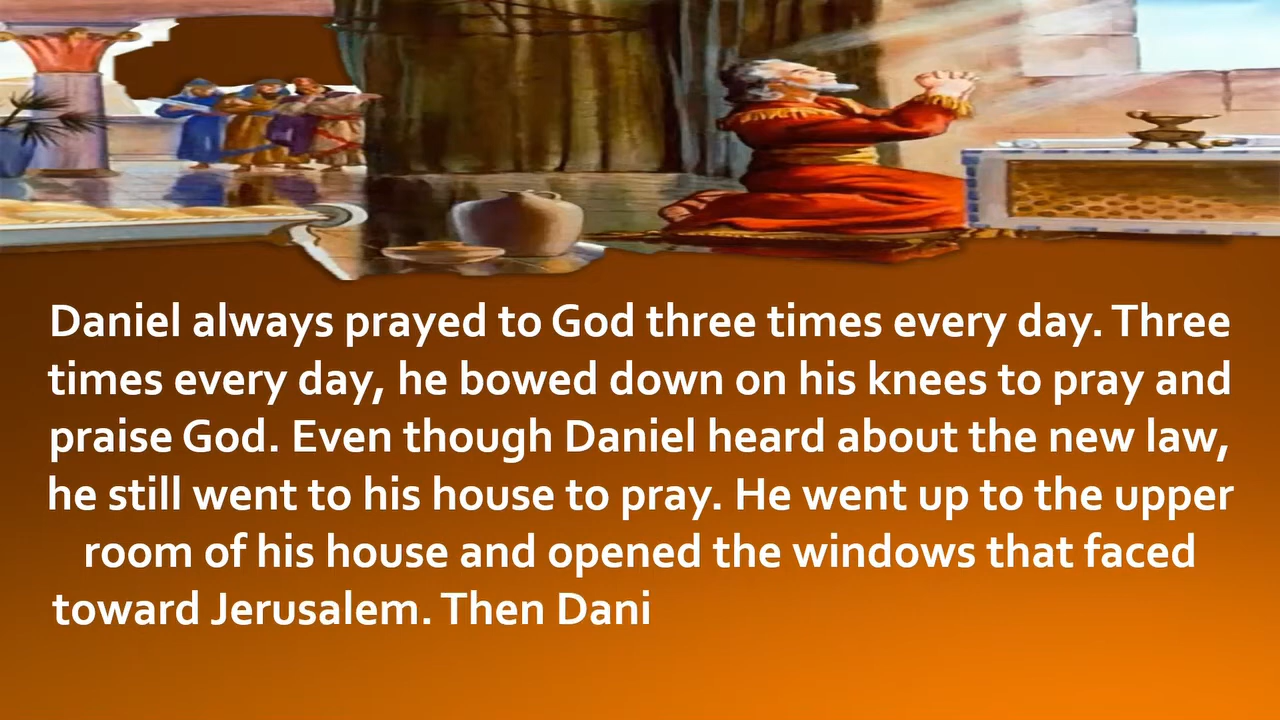 Daniel always prayed to God three times every day. Three
times every day, he bowed down on his knees to pray and
praise God. Even though Daniel heard about the new law,
he still went to his house to pray. He went up to the upper
room of his house and opened the windows that faced
toward Jerusalem. Then Dani